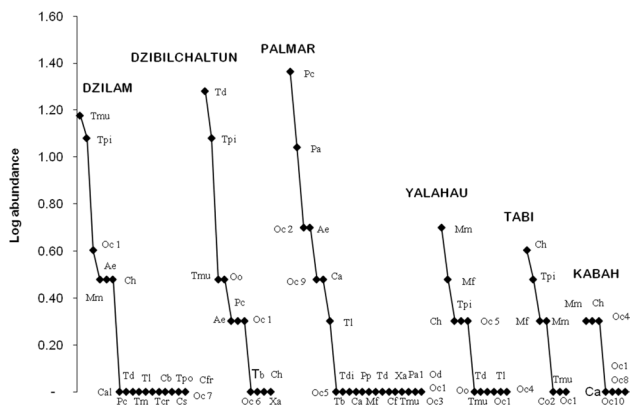 1.60
1.40
PALMAR
DZIBILCHALTUN
Pc
DZILAM
Td
1.20
Tmu
Tpi
Tpi
Pa
1.00
Log abundance
0.80
YALAHAU
Oc 2 Ae
Mm
TABI
Oc 1
Ch
0.60
KABAH
Ae
Ch
Tmu
Oo
Oc 9
Ca
Mf
Tpi
Mm
Pc
Tpi
Mm Ch
Oc4
0.40
Ae
Oc 1
Tl
Ch
Oc 5
Mf
Mm
0.20
Td Tl Cb Tpo
Cfr
Tb Ch
Tdi Pp Td Xa Pa1 Od
Td Tl
Tmu
Oc1
Oc8
-
Cal
Oc7
Oc5
Oc1
Oo
Oc4
Ca
Pc Tm Tcr Cs
Oc6 Xa
Tb Ca Mf Cf Tmu Oc3
Tmu Oc1
Co2 Oc1
Oc10